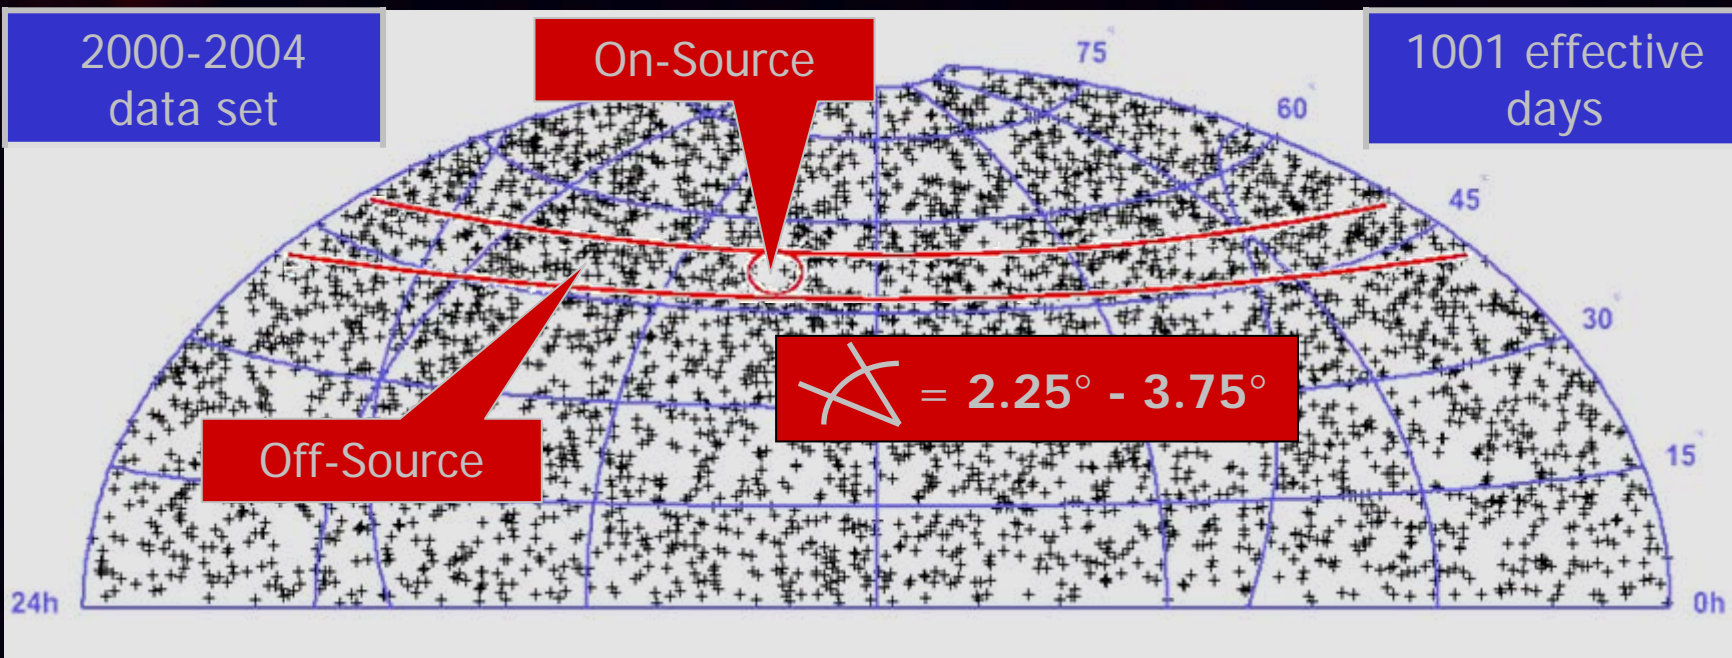 2000-2004
data set
On-Source
1001 effective
days
75°
60°
45°
30°
15°
Off-Source
= 2.25° - 3.75°
24h
0h